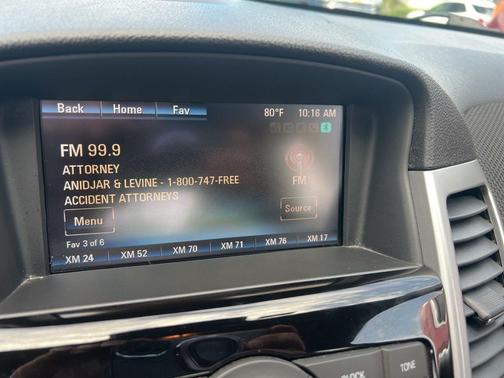 Back Home Fav 80°F 10:16 AM
FM 99.9
ATTORNEY
ANIDJAR & LEVINE - 1-800-747-FREE
ACCIDENT ATTORNEYS
FM
Menu
Source
Fav 3 of 6
XM 24 XM 52 XM 70 XM 71 XM 76 XM 17
TONE